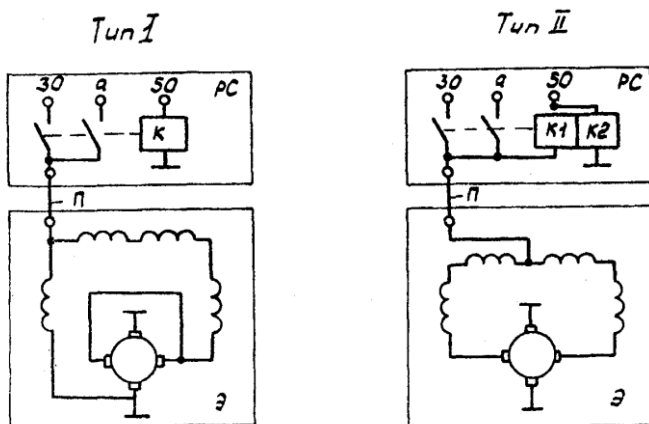 Тип I
Тип II
30 а 50 РС
К
П
Э
30 а 50 РС
К1 К2
П
Э